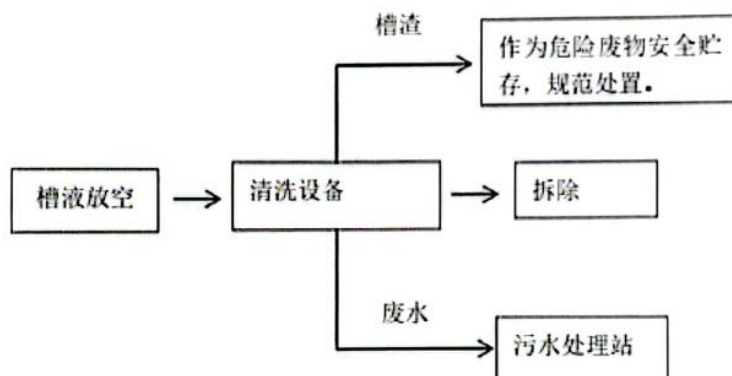 槽渣
作为危险废物安全贮
存，规范处置。
槽液放空
清洗设备
拆除
废水
污水处理站